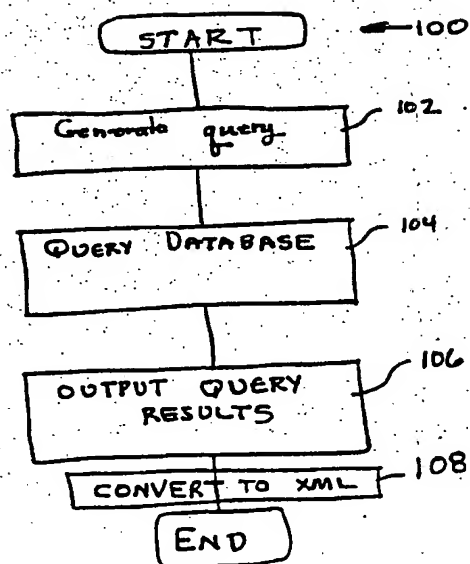 START
100
Generate query
102
QUERY DATABASE
104
OUTPUT QUERY
RESULTS
106
CONVERT TO XML
108
END